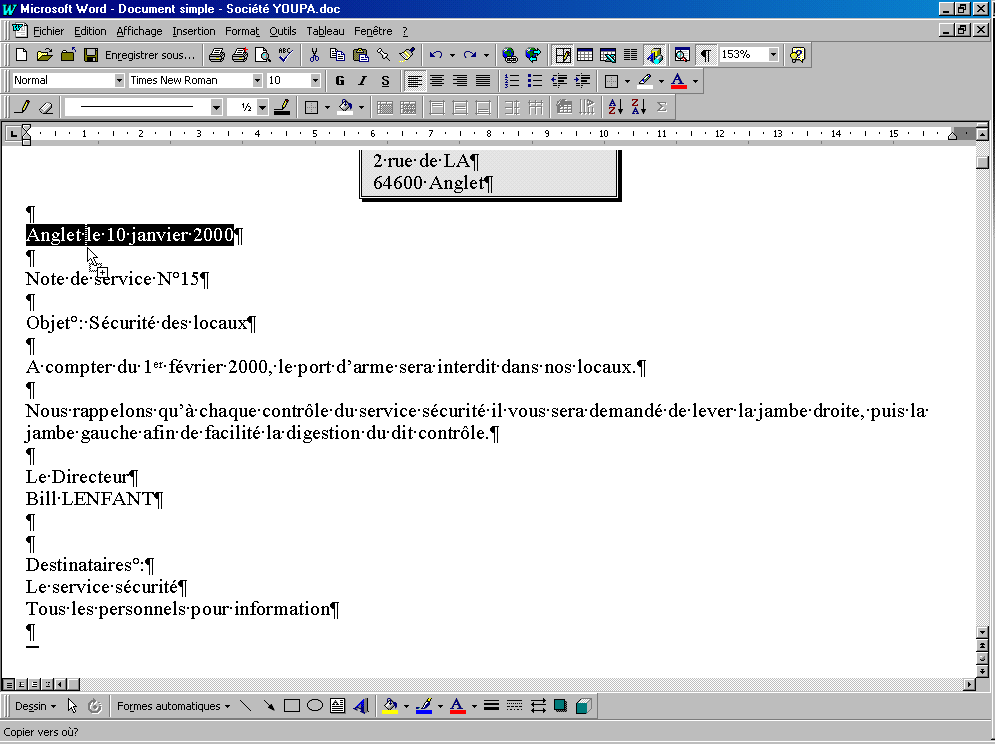 Microsoft Word - Document simple - Société YOUPA.doc
Fichier Edition Affichage Insertion Format Outils Tableau Fenêtre ?
Enregistrer sous... ¶ 153%
Normal Times New Roman 10 G I S
½
1 2 3 4 5 6 7 8 9 10 11 12 13 14 15
2·rue·de·LA¶
64600·Anglet¶
¶
Anglet·le·10·janvier·2000¶
¶
Note·de·service·N°15¶
¶
Objet°:·Sécurité·des·locaux¶
¶
A·compter·du·1er·février·2000,·le·port·d’arme·sera·interdit·dans·nos·locaux.¶
¶
Nous·rappelons·qu’à·chaque·contrôle·du·service·sécurité·il·vous·sera·demandé·de·lever·la·jambe·droite,·puis·la·
jambe·gauche·afin·de·facilité·la·digestion·du·dit·contrôle.¶
¶
Le·Directeur¶
Bill·LENFANT¶
¶
¶
Destinataires°:¶
Le·service·sécurité¶
Tous·les·personnels·pour·information¶
¶
Dessin Formes automatiques
Copier vers où?